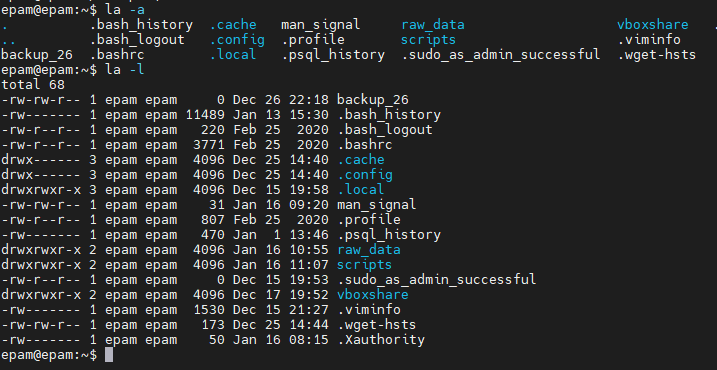 epam@epam:~$ la -a
. .bash_history .cache man_signal raw_data vboxshare .
.. .bash_logout .config .profile scripts .viminfo
backup_26 .bashrc .local .psql_history .sudo_as_admin_successful .wget-hsts
epam@epam:~$ la -l
total 68
-rw-rw-r-- 1 epam epam 0 Dec 26 22:18 backup_26
-rw------- 1 epam epam 11489 Jan 13 15:30 .bash_history
-rw-r--r-- 1 epam epam 220 Feb 25 2020 .bash_logout
-rw-r--r-- 1 epam epam 3771 Feb 25 2020 .bashrc
drwx------ 3 epam epam 4096 Dec 25 14:40 .cache
drwx------ 3 epam epam 4096 Dec 25 14:40 .config
drwxrwxr-x 3 epam epam 4096 Dec 15 19:58 .local
-rw-rw-r-- 1 epam epam 31 Jan 16 09:20 man_signal
-rw-r--r-- 1 epam epam 807 Feb 25 2020 .profile
-rw------- 1 epam epam 470 Jan 1 13:46 .psql_history
drwxrwxr-x 2 epam epam 4096 Jan 16 10:55 raw_data
drwxrwxr-x 2 epam epam 4096 Jan 16 11:07 scripts
-rw-r--r-- 1 epam epam 0 Dec 15 19:53 .sudo_as_admin_successful
drwxrwxr-x 2 epam epam 4096 Dec 17 19:52 vboxshare
-rw------- 1 epam epam 1530 Dec 15 21:27 .viminfo
-rw-rw-r-- 1 epam epam 173 Dec 25 14:44 .wget-hsts
-rw------- 1 epam epam 50 Jan 16 08:15 .Xauthority
epam@epam:~$